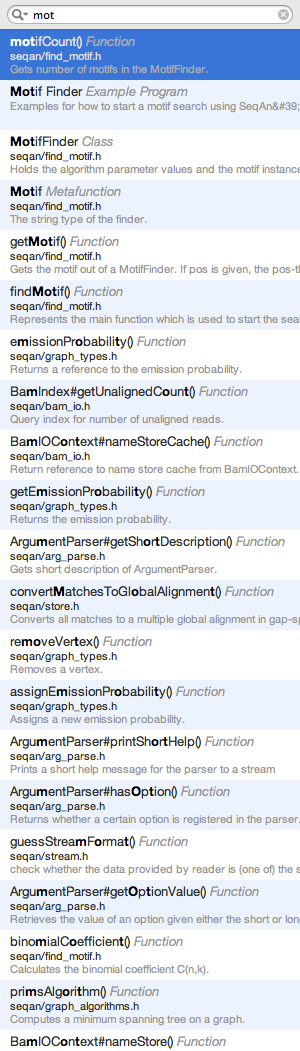 mot
motifCount() Function
seqan/find_motif.h
Gets number of motifs in the MotifFinder.
Motif Finder Example Program
Examples for how to start a motif search using SeqAn&#39;
MotifFinder Class
seqan/find_motif.h
Holds the algorithm parameter values and the motif instance
Motif Metafunction
seqan/find_motif.h
The string type of the finder.
getMotif() Function
seqan/find_motif.h
Gets the motif out of a MotifFinder. If pos is given, the pos-t
findMotif() Function
seqan/find_motif.h
Represents the main function which is used to start the sea
emissionProbability() Function
seqan/graph_types.h
Returns a reference to the emission probability.
BamIndex#getUnalignedCount() Function
seqan/bam_io.h
Query index for number of unaligned reads.
BamIOContext#nameStoreCache() Function
seqan/bam_io.h
Return reference to name store cache from BamIOContext.
getEmissionProbability() Function
seqan/graph_types.h
Returns the emission probability.
ArgumentParser#getShortDescription() Function
seqan/arg_parse.h
Gets short description of ArgumentParser.
convertMatchesToGlobalAlignment() Function
seqan/store.h
Converts all matches to a multiple global alignment in gap-s
removeVertex() Function
seqan/graph_types.h
Removes a vertex.
assignEmissionProbability() Function
seqan/graph_types.h
Assigns a new emission probability.
ArgumentParser#printShortHelp() Function
seqan/arg_parse.h
Prints a short help message for the parser to a stream
ArgumentParser#hasOption() Function
seqan/arg_parse.h
Returns whether a certain option is registered in the parser.
guessStreamFormat() Function
seqan/stream.h
check whether the data provided by reader is (one of) the s
ArgumentParser#getOptionValue() Function
seqan/arg_parse.h
Retrieves the value of an option given either the short or lon
binomialCoefficient() Function
seqan/find_motif.h
Calculates the binomial coefficient C(n,k).
primsAlgorithm() Function
seqan/graph_algorithms.h
Computes a minimum spanning tree on a graph.
BamIOContext#nameStore() Function